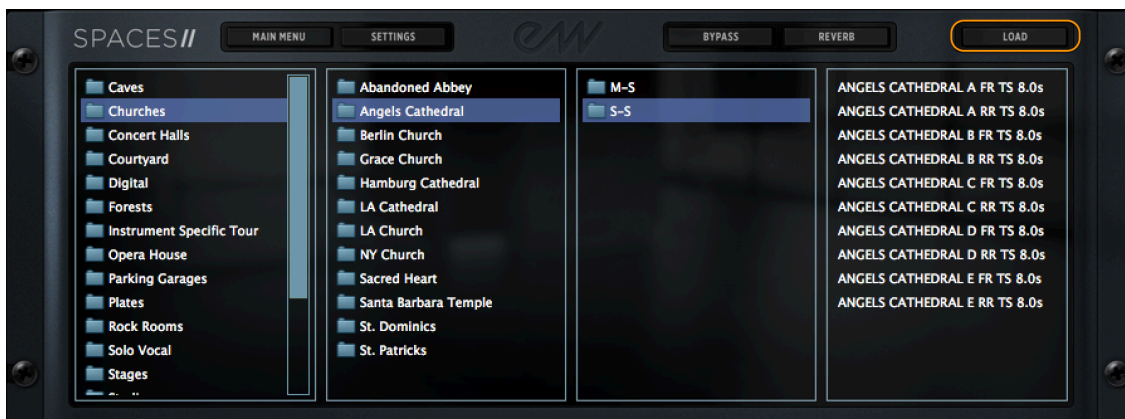 SPACES II
MAIN MENU
SETTINGS
BYPASS
REVERB
LOAD
Caves
Churches
Concert Halls
Courtyard
Digital
Forests
Instrument Specific Tour
Opera House
Parking Garages
Plates
Rock Rooms
Solo Vocal
Stages
Abandoned Abbey
Angels Cathedral
Berlin Church
Grace Church
Hamburg Cathedral
LA Cathedral
LA Church
NY Church
Sacred Heart
Santa Barbara Temple
St. Dominics
St. Patricks
M-S
S-S
ANGELS CATHEDRAL A FR TS 8.0s
ANGELS CATHEDRAL A RR TS 8.0s
ANGELS CATHEDRAL B FR TS 8.0s
ANGELS CATHEDRAL B RR TS 8.0s
ANGELS CATHEDRAL C FR TS 8.0s
ANGELS CATHEDRAL C RR TS 8.0s
ANGELS CATHEDRAL D FR TS 8.0s
ANGELS CATHEDRAL D RR TS 8.0s
ANGELS CATHEDRAL E FR TS 8.0s
ANGELS CATHEDRAL E RR TS 8.0s